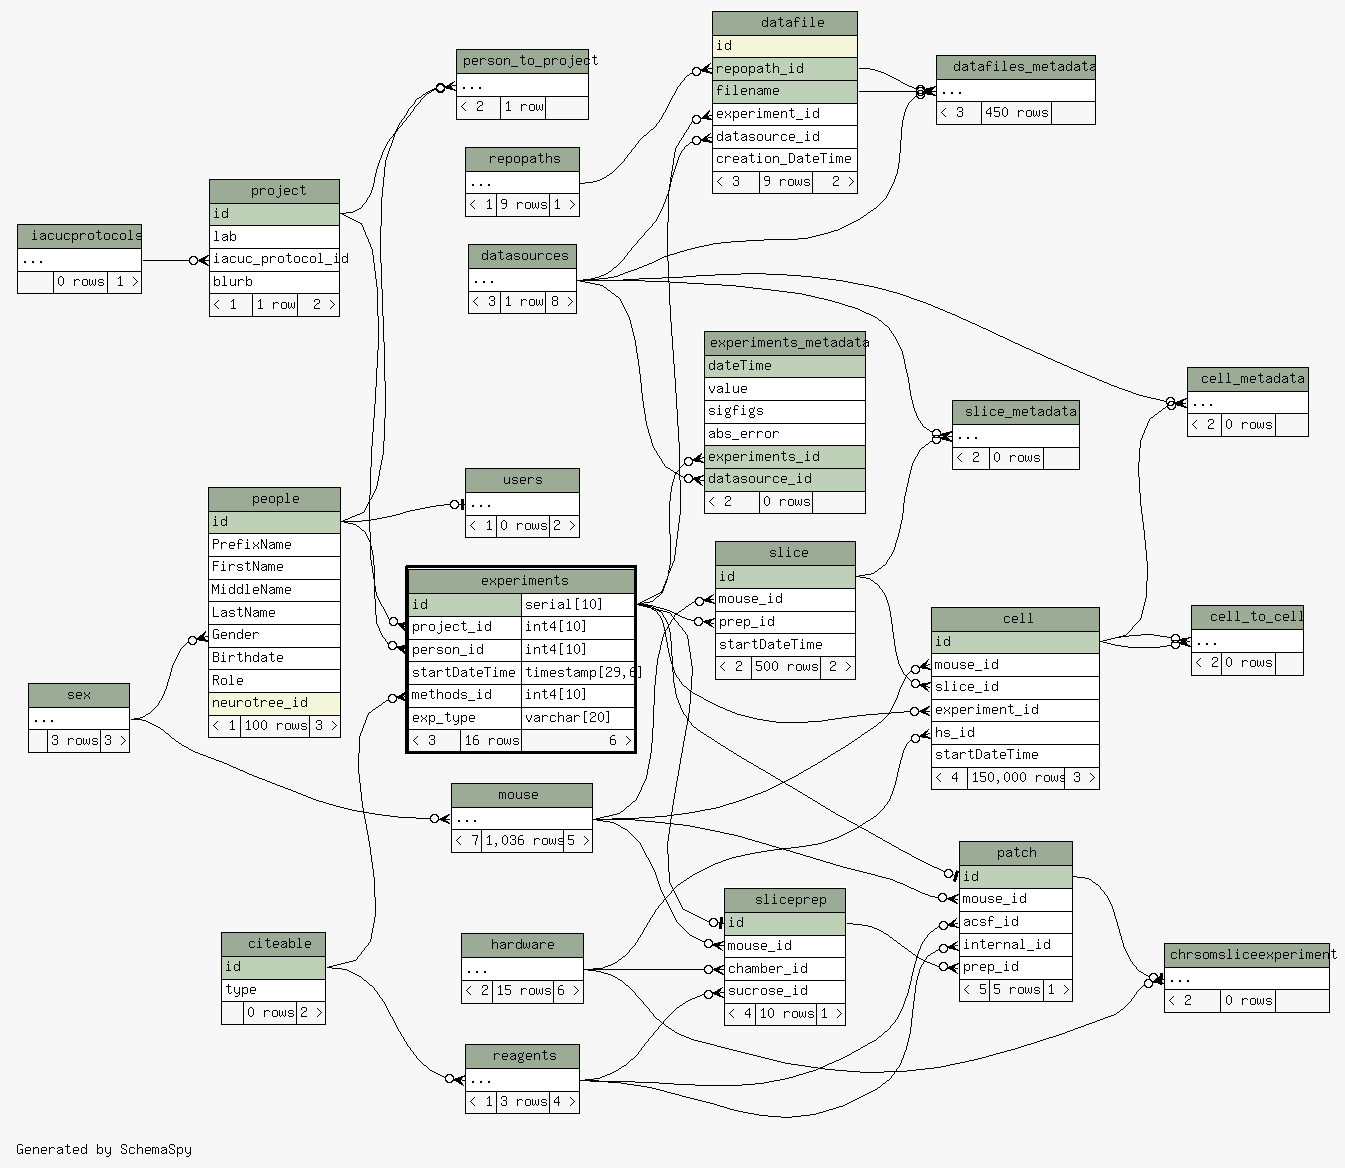 datafile
id
repopath_id
filename
experiment_id
datasource_id
creation_DateTime
< 3 9 rows 2 >
person_to_project
...
< 2 1 row
datafiles_metadata
...
< 3 450 rows
repopaths
...
< 1 9 rows 1 >
project
id
lab
iacuc_protocol_id
blurb
< 1 1 row 2 >
iacucprotocols
...
0 rows 1 >
datasources
...
< 3 1 row 8 >
experiments_metadata
dateTime
value
sigfigs
abs_error
experiments_id
datasource_id
< 2 0 rows
cell_metadata
...
< 2 0 rows
slice_metadata
...
< 2 0 rows
users
...
< 1 0 rows 2 >
people
id
PrefixName
FirstName
MiddleName
LastName
Gender
Birthdate
Role
neurotree_id
< 1 100 rows 3 >
slice
id
mouse_id
prep_id
startDateTime
< 2 500 rows 2 >
experiments
id serial[10]
project_id int4[10]
person_id int4[10]
startDateTime timestamp[29,6]
methods_id int4[10]
exp_type varchar[20]
< 3 16 rows 6 >
cell
id
mouse_id
slice_id
experiment_id
hs_id
startDateTime
< 4 150,000 rows 3 >
cell_to_cell
...
< 2 0 rows
sex
...
3 rows 3 >
mouse
...
< 7 1,036 rows 5 >
patch
id
mouse_id
acsf_id
internal_id
prep_id
< 5 5 rows 1 >
sliceprep
id
mouse_id
chamber_id
sucrose_id
< 4 10 rows 1 >
citeable
id
type
0 rows 2 >
hardware
...
< 2 15 rows 6 >
chrsomsliceexperiment
...
< 2 0 rows
reagents
...
< 1 3 rows 4 >
Generated by SchemaSpy